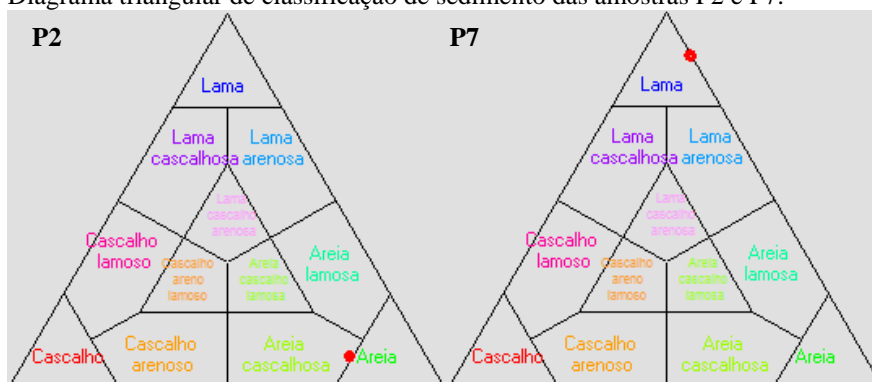 Diagrama triangular de classificação de sedimento das amostras P2 e P7.
P2
Lama
Lama
cascalhosa
Lama
arenosa
Lama
cascalho
arenosa
Cascalho
lamoso
Cascalho
areno
lamoso
Areia
cascalho
lamosa
Areia
lamosa
Cascalho
Cascalho
arenoso
Areia
cascalhosa
Areia
P7
Lama
Lama
cascalhosa
Lama
arenosa
Lama
cascalho
arenosa
Cascalho
lamoso
Cascalho
areno
lamoso
Areia
cascalho
lamosa
Areia
lamosa
Cascalho
Cascalho
arenoso
Areia
cascalhosa
Areia